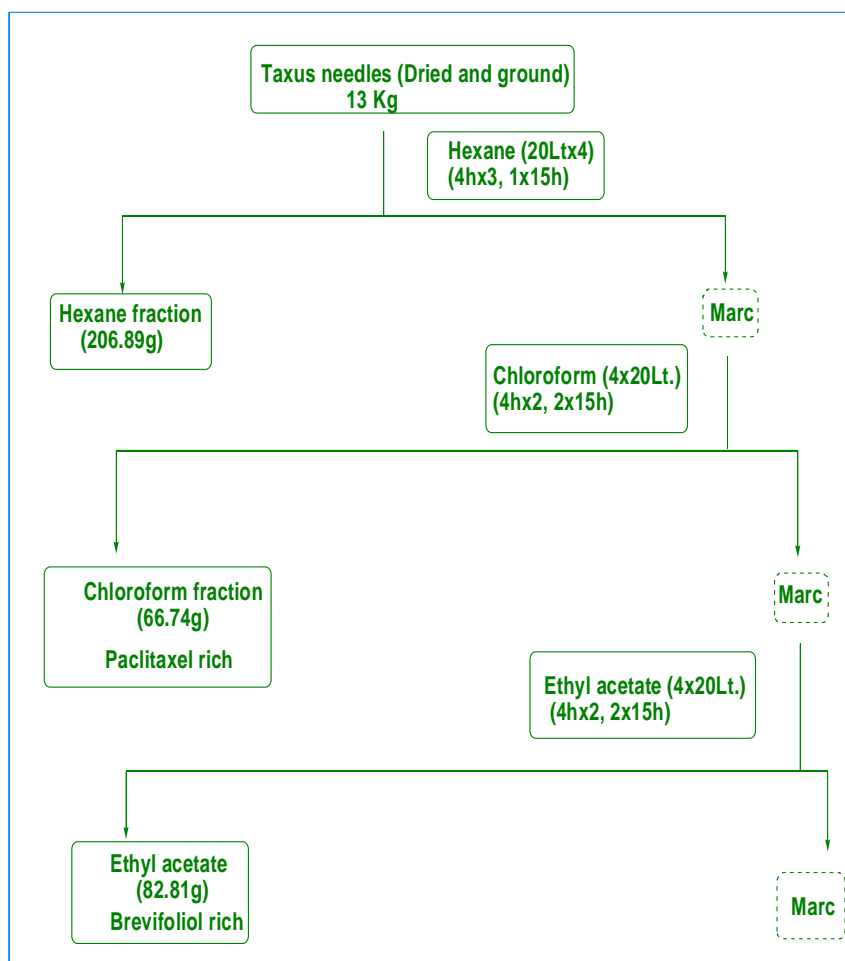 Taxus needles (Dried and ground)
13 Kg
Hexane (20Ltx4)
(4hx3, 1x15h)
Hexane fraction
(206.89g)
Marc
Chloroform (4x20Lt.)
(4hx2, 2x15h)
Chloroform fraction
(66.74g)
Paclitaxel rich
Marc
Ethyl acetate (4x20Lt.)
(4hx2, 2x15h)
Ethyl acetate
(82.81g)
Brevifoliol rich
Marc